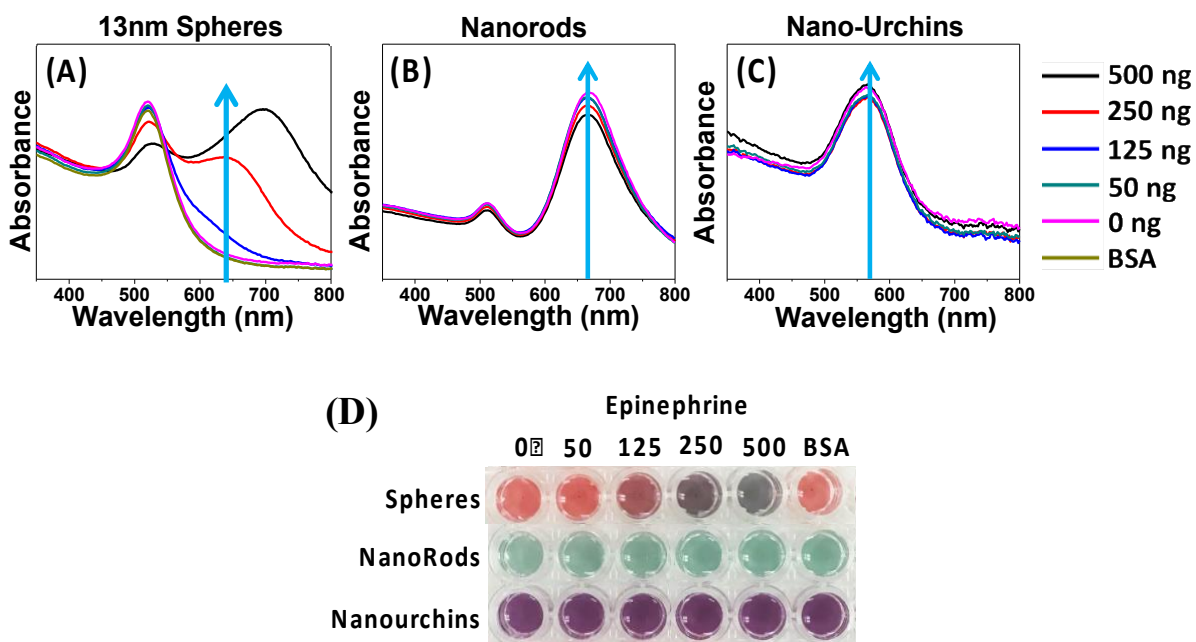 13nm Spheres
Nanorods
Nano-Urchins
(A)
(B)
(C)
Absorbance
Absorbance
Absorbance
400 500 600 700 800
400 500 600 700 800
400 500 600 700 800
Wavelength (nm)
Wavelength (nm)
Wavelength (nm)
500 ng
250 ng
125 ng
50 ng
0 ng
BSA
(D)
Epinephrine
0 50 125 250 500 BSA
Spheres
NanoRods
Nanourchins